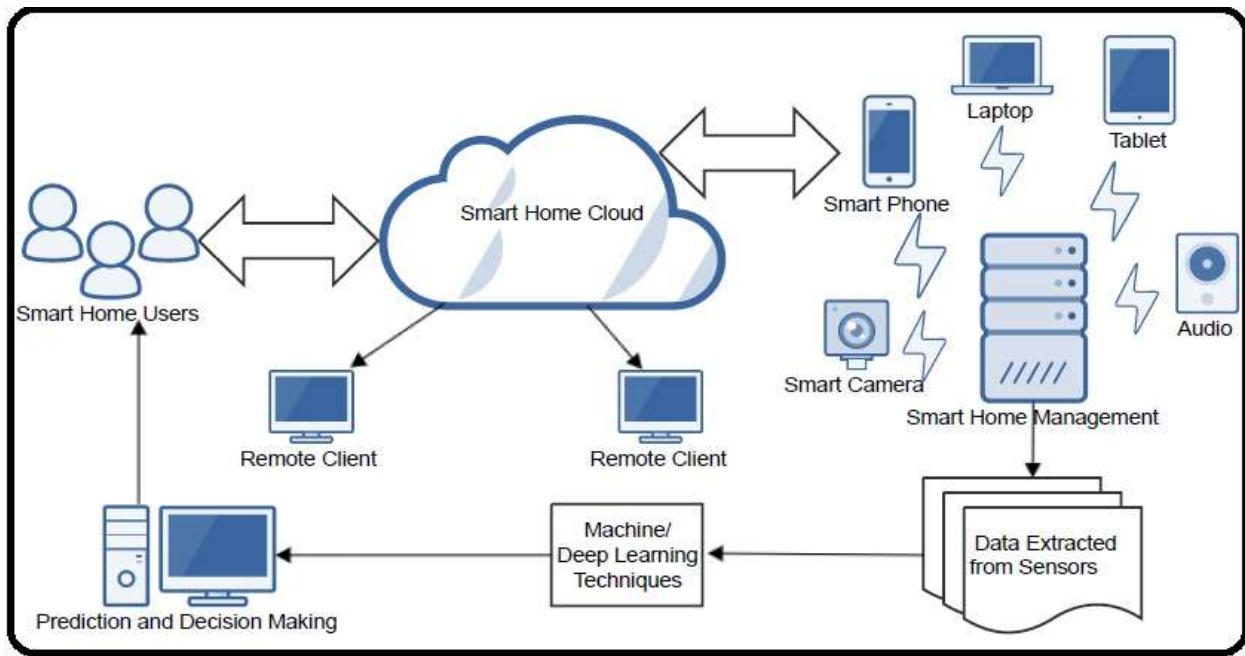 Laptop
Tablet
Smart Home Cloud
Smart Phone
Smart Home Users
Audio
Smart Camera
Smart Home Management
Remote Client
Remote Client
Machine/
Deep Learning
Techniques
Data Extracted
from Sensors
Prediction and Decision Making